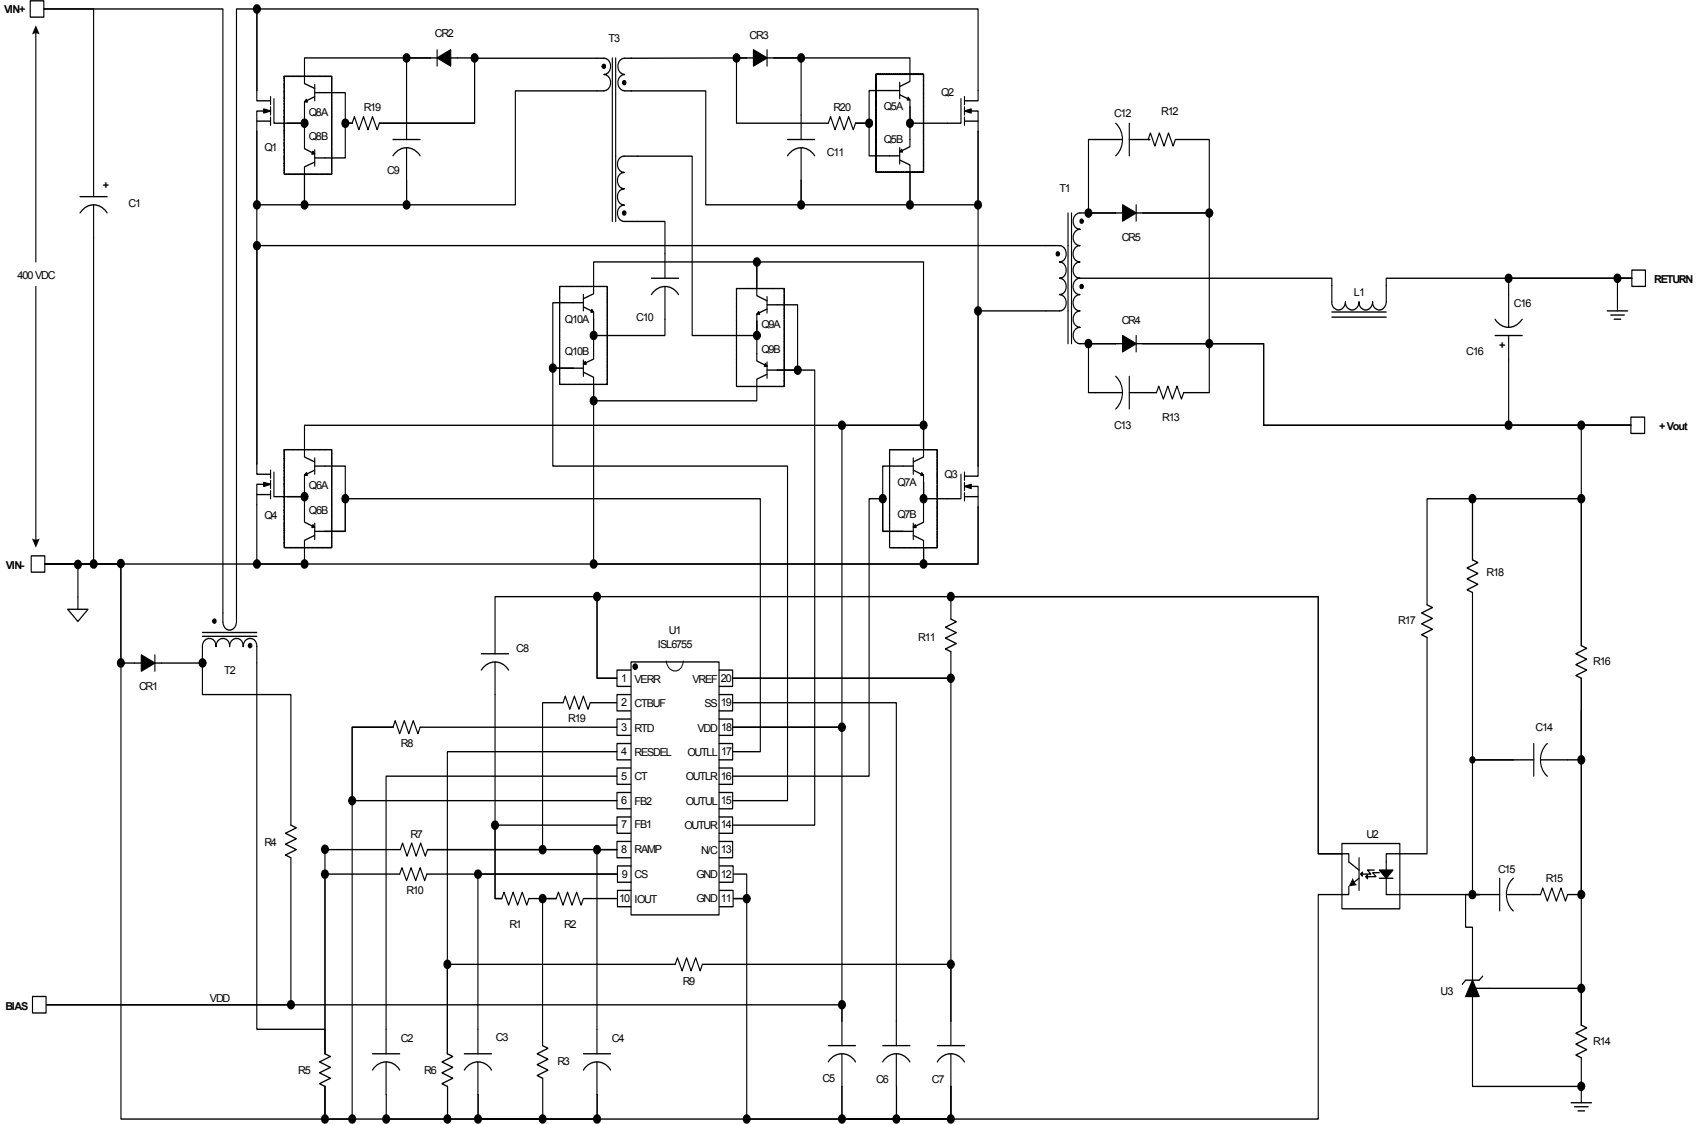 VIN+
CR2
T3
CR3
R19
Q8A
Q8B
Q1
C9
R20
C11
Q5A
Q5B
Q2
C12
R12
+
C1
T1
CR5
400 VDC
L1
RETURN
C16
C16
+
Q10A
Q10B
C10
Q9A
Q9B
CR4
C13
R13
+ Vout
Q6A
Q6B
Q4
Q7A
Q7B
Q3
VIN-
R18
R17
R16
T2
CR1
C8
U1
ISL6755
R11
1 VERR
2 CTBUF
3 RTD
4 RESDEL
5 CT
6 FB2
7 FB1
8 RAMP
9 CS
10 IOUT
VREF 20
SS 19
VDD 18
OUTLL 17
OUTLR 16
OUTUL 15
OUTUR 14
N/C 13
GND 12
GND 11
R19
R8
R4
R7
R10
R1
R2
C14
U2
C15
R15
R9
U3
BIAS
VDD
R5
C2
R6
C3
R3
C4
C5
C6
C7
R14